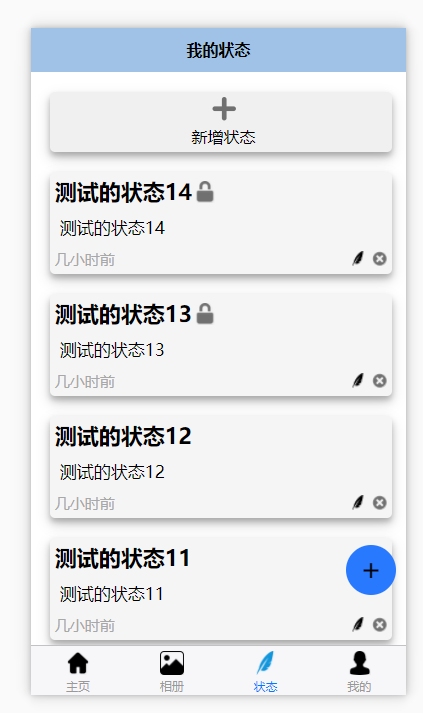 我的状态
新增状态
测试的状态14
测试的状态14
几小时前
测试的状态13
测试的状态13
几小时前
测试的状态12
测试的状态12
几小时前
测试的状态11
测试的状态11
几小时前
主页 相册 状态 我的